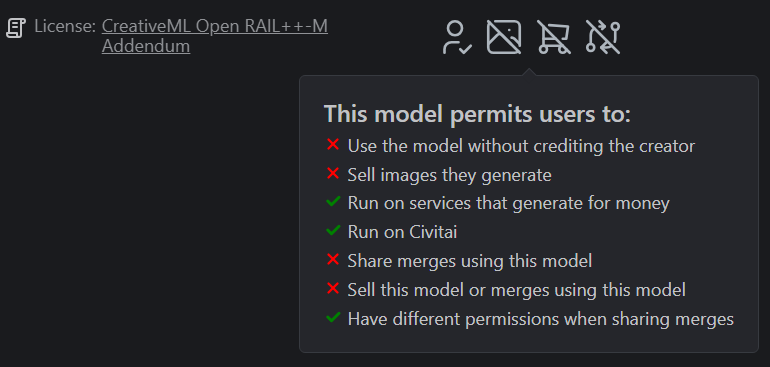 License: CreativeML Open RAIL++-M
Addendum
This model permits users to:
Use the model without crediting the creator
Sell images they generate
Run on services that generate for money
Run on Civitai
Share merges using this model
Sell this model or merges using this model
Have different permissions when sharing merges